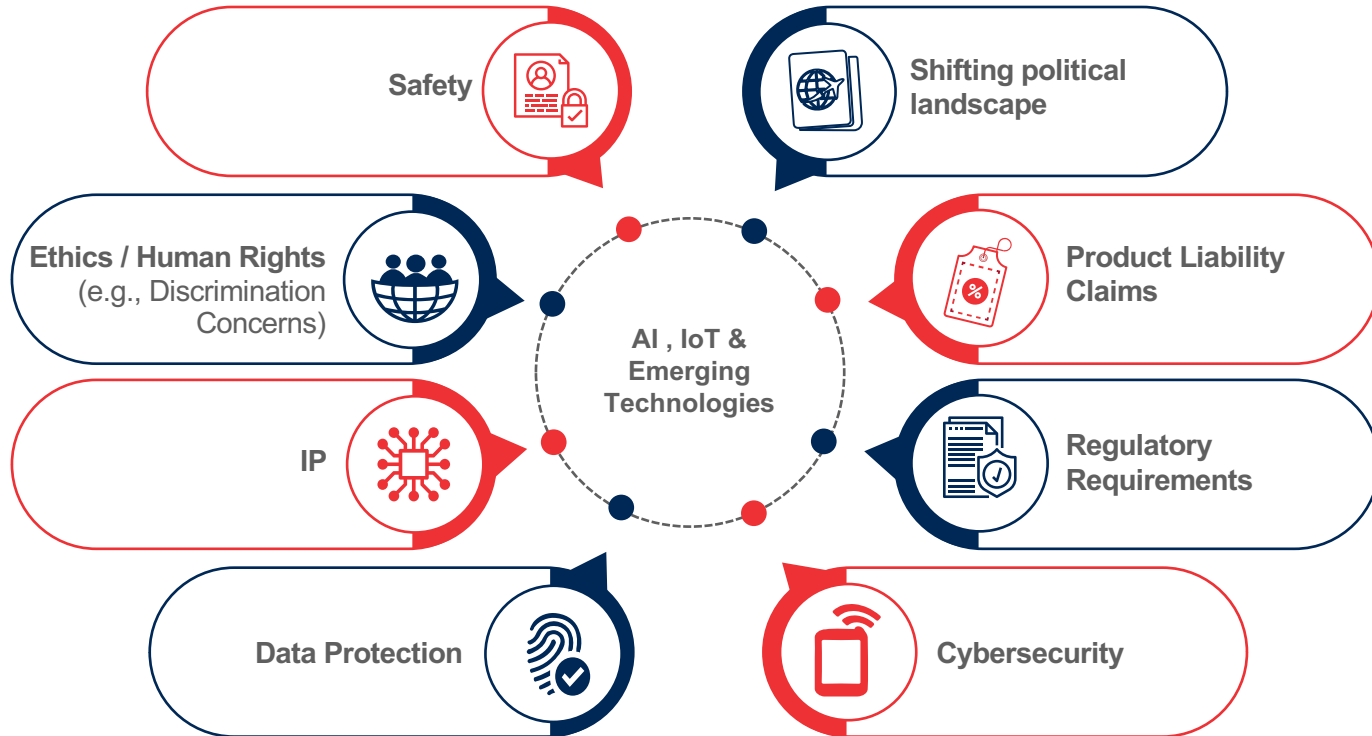 Safety
Shifting political
landscape
Ethics / Human Rights
(e.g., Discrimination
Concerns)
Product Liability
Claims
AI , IoT &
Emerging
Technologies
IP
Regulatory
Requirements
Data Protection
Cybersecurity
%